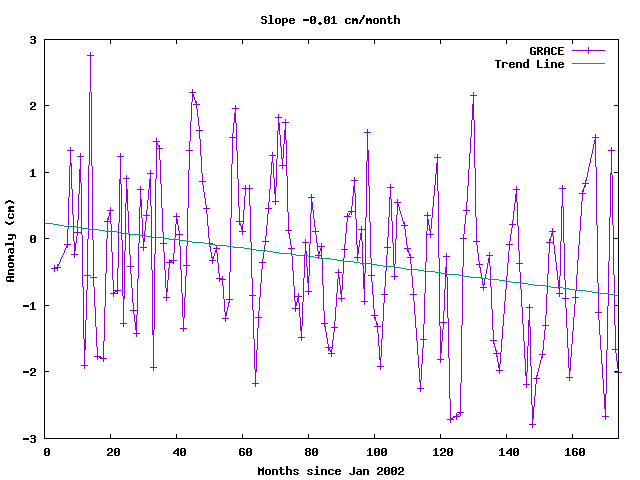 Slope -0.01 cm/month
GRACE
Trend Line
3
2
1
0
-1
-2
-3
Anomaly (cm)
0 20 40 60 80 100 120 140 160
Months since Jan 2002